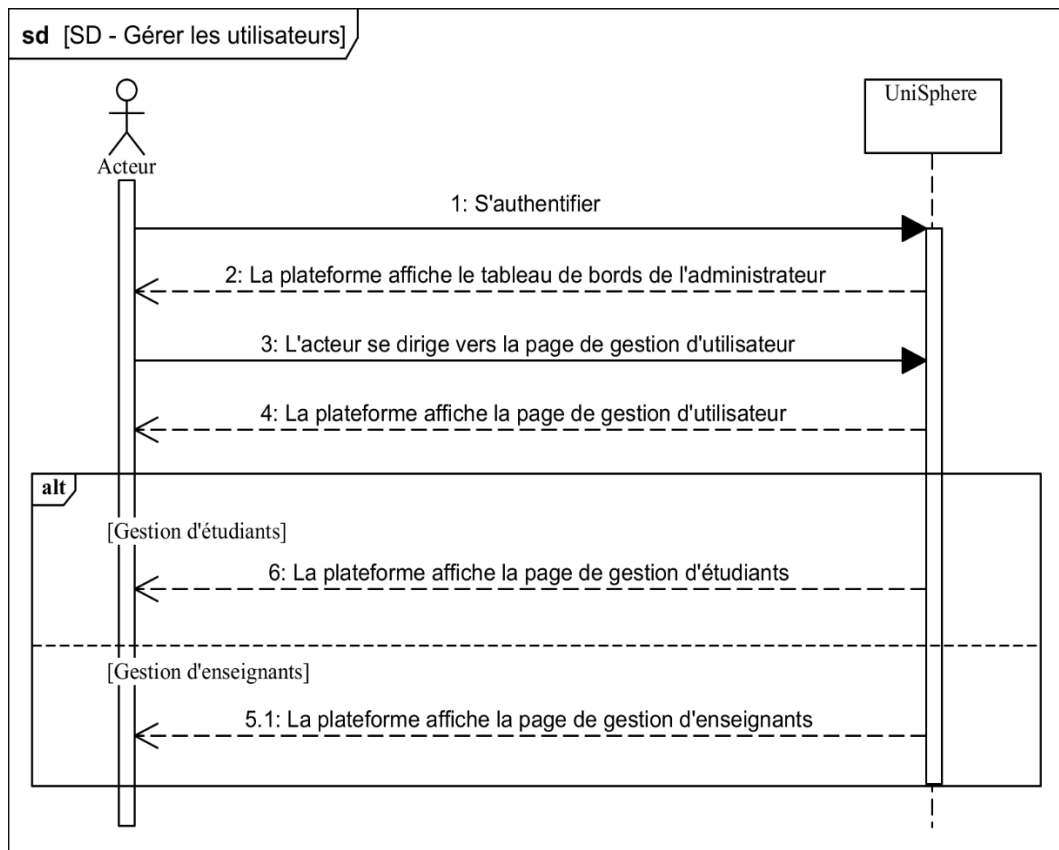 sd [SD - Gérer les utilisateurs]
UniSphere
Acteur
1: S'authentifier
2: La plateforme affiche le tableau de bords de l'administrateur
3: L'acteur se dirige vers la page de gestion d'utilisateur
4: La plateforme affiche la page de gestion d'utilisateur
alt
[Gestion d'étudiants]
6: La plateforme affiche la page de gestion d'étudiants
[Gestion d'enseignants]
5.1: La plateforme affiche la page de gestion d'enseignants